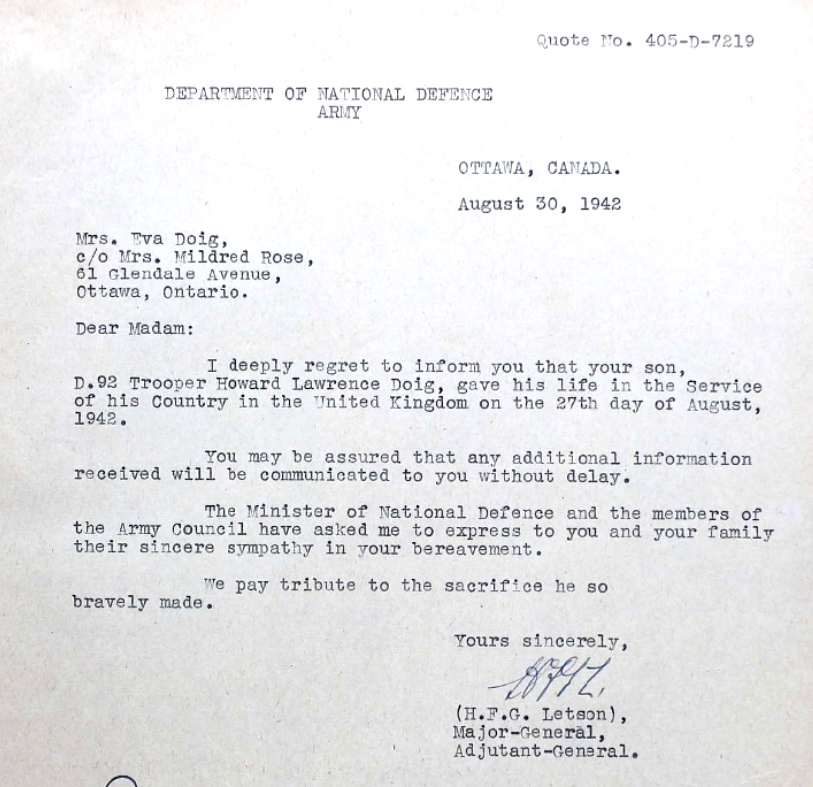 Quote No. 405-D-7219
DEPARTMENT OF NATIONAL DEFENCE
ARMY
OTTAWA, CANADA.
August 30, 1942
Mrs. Eva Doig,
c/o Mrs. Mildred Rose,
61 Glendale Avenue,
Ottawa, Ontario.
Dear Madam:
I deeply regret to inform you that your son,
D.92 Trooper Howard Lawrence Doig, gave his life in the Service
of his Country in the United Kingdom on the 27th day of August,
1942.
You may be assured that any additional information
received will be communicated to you without delay.
The Minister of National Defence and the members of
the Army Council have asked me to express to you and your family
their sincere sympathy in your bereavement.
We pay tribute to the sacrifice he so
bravely made.
Yours sincerely,
(H.F.G. Letson),
Major-General,
Adjutant-General.